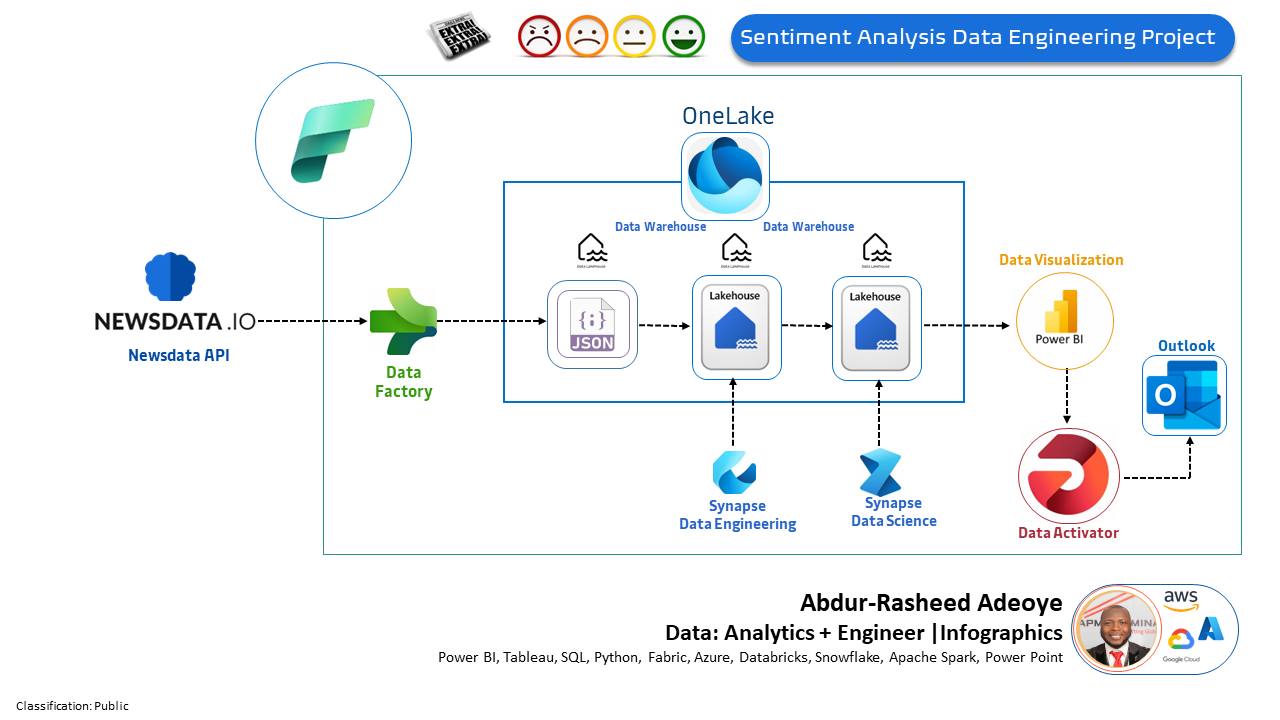 EXTRA!
EXTRA!
Sentiment Analysis Data Engineering Project
OneLake
Data Warehouse
Data Warehouse
Data Lakehouse
Data Lakehouse
Data Lakehouse
Data Visualization
NEWSDATA.IO
Newsdata API
Data
Factory
{;}
JSON
Lakehouse
Lakehouse
Power BI
Outlook
O
Synapse
Data Engineering
Synapse
Data Science
Data Activator
Abdur-Rasheed Adeoye
Data: Analytics + Engineer |Infographics
Power BI, Tableau, SQL, Python, Fabric, Azure, Databricks, Snowflake, Apache Spark, Power Point
aws
Google Cloud
Classification: Public